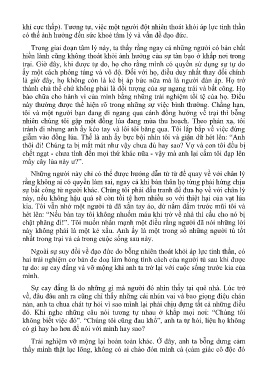 khí cực thấp). Tương tự, việc một người đột nhiên thoát khỏi áp lực tinh thần
có thể ảnh hưởng đến sức khoẻ tâm lý và vấn đề đạo đức.
Trong giai đoạn tâm lý này, ta thấy rằng ngay cả những người có bản chất
hiền lành cũng không thoát khỏi ảnh hưởng của sự tàn bạo ở khắp nơi trong
trại. Giờ đây, khi được tự do, họ cho rằng mình có quyền sử dụng sự tự do
ấy một cách phóng túng và vô độ. Đối với họ, điều duy nhất thay đổi chính
là giờ đây, họ không còn là kẻ bị áp bức nữa mà là người đàn áp. Họ trở
thành chủ thể chứ không phải là đối tượng của sự ngang trái và bất công. Họ
bào chữa cho hành vi của mình bằng những trải nghiệm tồi tệ của họ. Điều
này thường được thể hiện rõ trong những sự việc bình thường. Chẳng hạn,
tôi và một người bạn đang đi ngang qua cánh đồng hướng về trại thì bỗng
nhiên chúng tôi gặp một đồng lúa đang mùa thu hoạch. Theo phản xạ, tôi
tránh đi nhưng anh ấy kéo tay và lôi tôi băng qua. Tôi lắp bắp về việc đừng
giẫm vào đồng lúa. Thế là anh ấy bực bội nhìn tôi và giận dữ hét lên: "Anh
thôi đi! Chúng ta bị mất mát như vậy chưa đủ hay sao? Vợ và con tôi đều bị
chết ngạt - chưa tính đến mọi thứ khác nữa - vậy mà anh lại cấm tôi đạp lên
mấy cây lúa này ư?".
Những người này chỉ có thể được hướng dẫn từ từ để quay về với chân lý
rằng không ai có quyền làm sai, ngay cả khi bản thân họ từng phải hứng chịu
sự bất công từ người khác. Chúng tôi phải đấu tranh để đưa họ về với chân lý
này, nếu không hậu quả sẽ còn tồi tệ hơn nhiều so với thiệt hại của vạt lúa
kia. Tôi vẫn nhớ một người tù đã xắn tay áo, dứ nắm đấm trước mũi tôi và
hét lên: "Nếu bàn tay tôi không nhuốm máu khi trở về nhà thì cầu cho nó bị
chặt phăng đi!". Tôi muốn nhấn mạnh một điều rằng người đã nói những lời
này không phải là một kẻ xấu. Anh ấy là một trong số những người tù tốt
nhất trong trại và cả trong cuộc sống sau này.
Ngoài sự suy đồi về đạo đức do bỗng nhiên thoát khỏi áp lực tinh thần, có
hai trải nghiệm cơ bản đe doạ làm hỏng tính cách của người tù sau khi được
tự do: sự cay đắng và vỡ mộng khi anh ta trở lại với cuộc sống trước kia của
mình.
Sự cay đắng là do những gì mà người đó nhìn thấy tại quê nhà. Lúc trở
về, đâu đâu anh ta cũng chỉ thấy những cái nhún vai và bao giọng điệu chán
nản, anh ta chua chát tự hỏi vì sao mình lại phải chịu đựng tất cả những điều
đó. Khi nghe những câu nói tương tự nhau ở khắp mọi nơi: "Chúng tôi
không biết việc đó". "Chúng tôi cũng đau khổ", anh ta tự hỏi, liệu họ không
có gì hay ho hơn để nói với mình hay sao?
Trải nghiệm vỡ mộng lại hoàn toàn khác. Ở đây, anh ta bỗng dưng cảm
thấy mình thật lạc lõng, không có ai chào đón mình cả (cảm giác cô độc đó